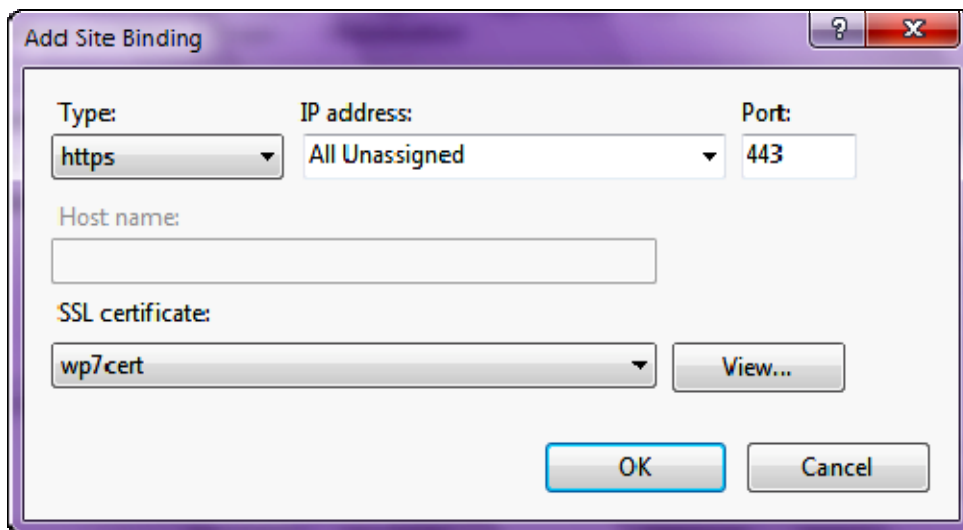 Add Site Binding
Type: IP address: Port:
https All Unassigned 443
Host name:
SSL certificate:
wp7cert View...
OK Cancel